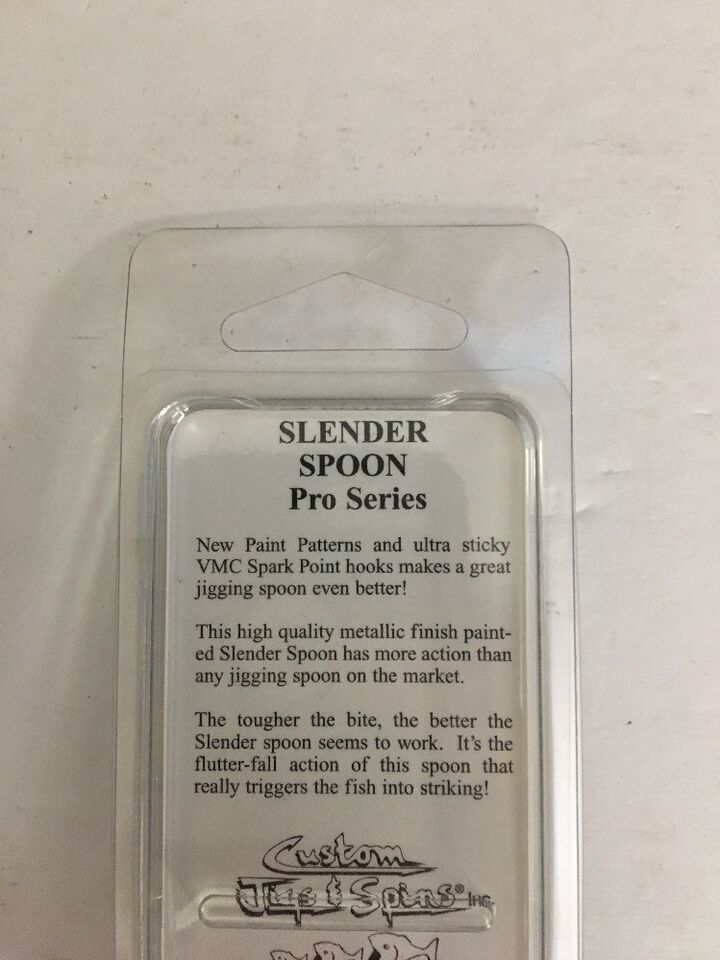 SLENDER
SPOON
Pro Series
New Paint Patterns and ultra sticky
VMC Spark Point hooks makes a great
jigging spoon even better!
This high quality metallic finish paint-
ed Slender Spoon has more action than
any jigging spoon on the market.
The tougher the bite, the better the
Slender spoon seems to work. It's the
flutter-fall action of this spoon that
really triggers the fish into striking!
Custom
Jigs & Spins® Inc.